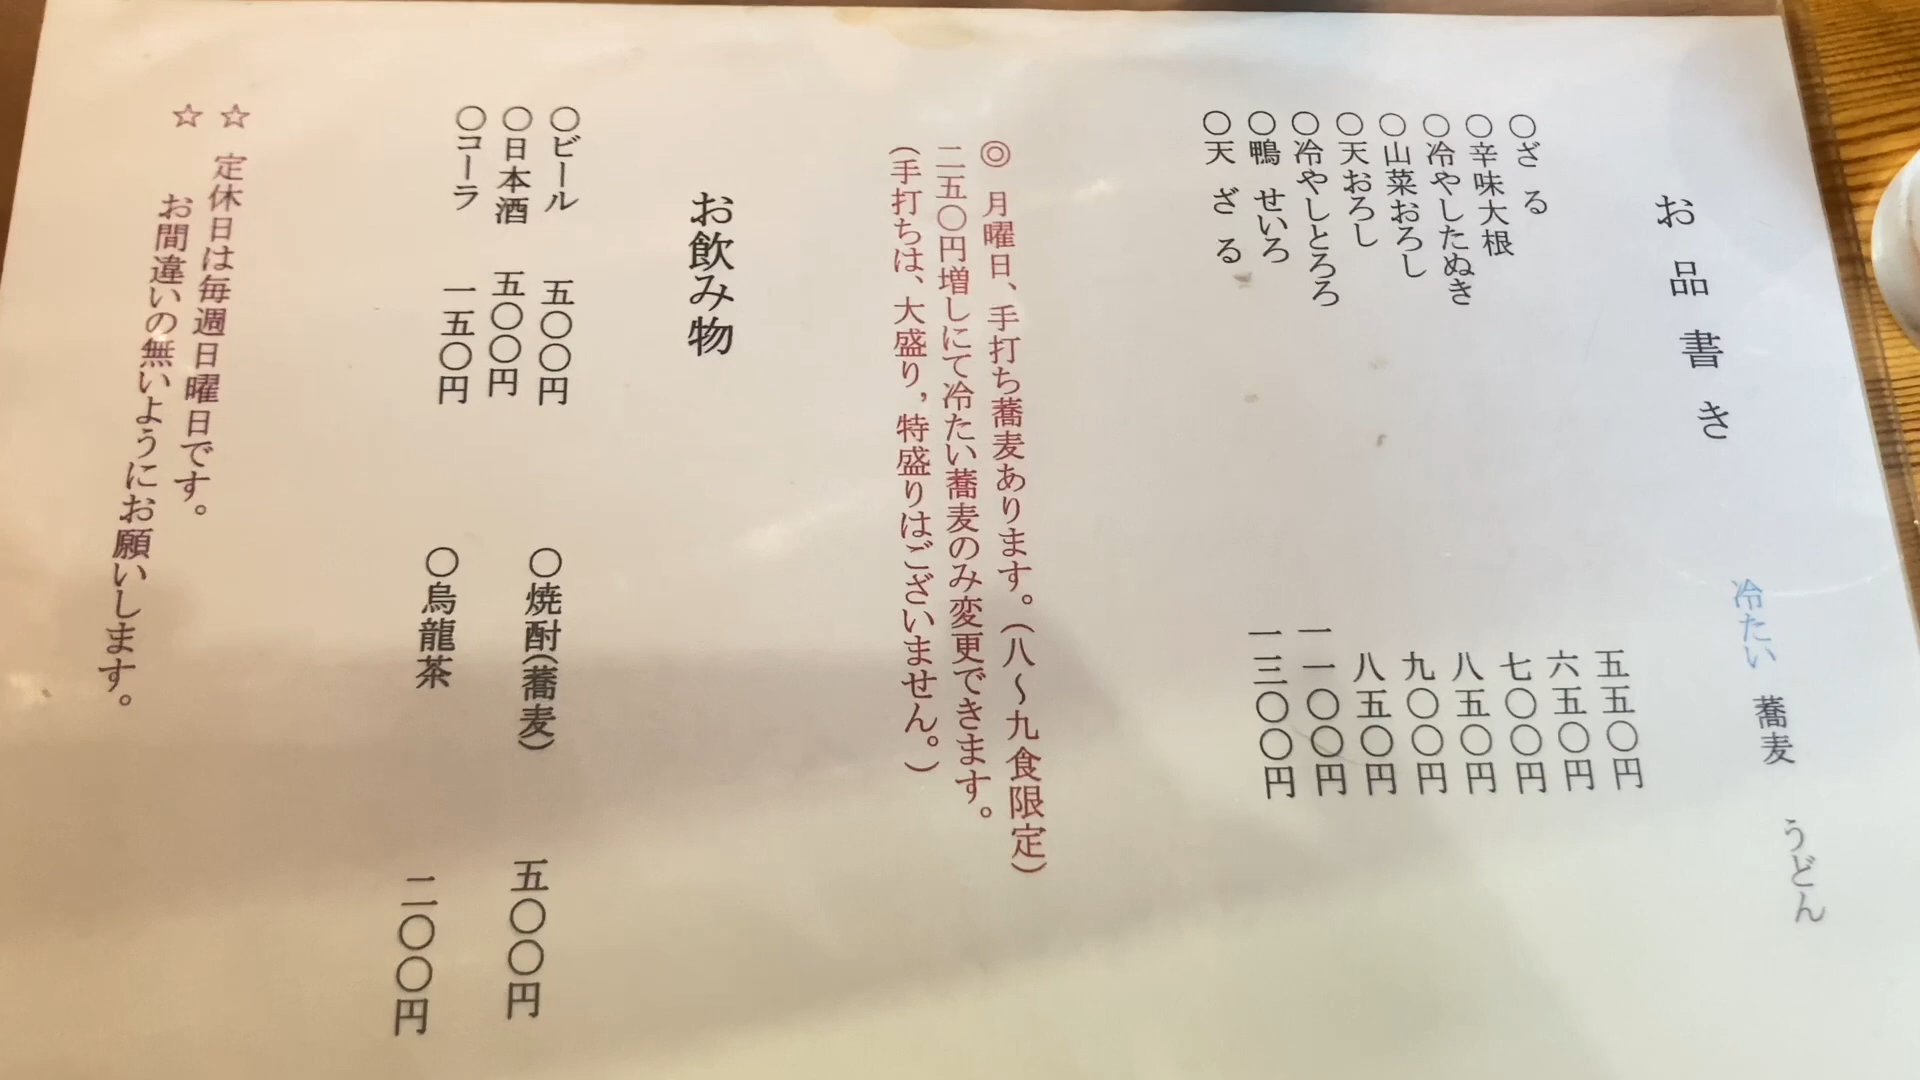 お品書き
冷たい 蕎麦 うどん
○ざる 五五〇円
○辛味大根 六五〇円
○冷やしたぬき 七〇〇円
○山菜おろし 八五〇円
○天おろし 九〇〇円
○冷やしとろろ 八五〇円
○鴨せいろ 一一〇〇円
○天ざる 一三〇〇円
◎ 月曜日、手打ち蕎麦あります。(八～九食限定)
二五〇円増しにて冷たい蕎麦のみ変更できます。
(手打ちは、大盛り，特盛りはございません。)
お飲み物
○ビール 五〇〇円 ○焼酎(蕎麦) 五〇〇円
○日本酒 五〇〇円
○コーラ 一五〇円 ○烏龍茶 二〇〇円
☆ 定休日は毎週日曜日です。
☆ お間違いの無いようにお願いします。